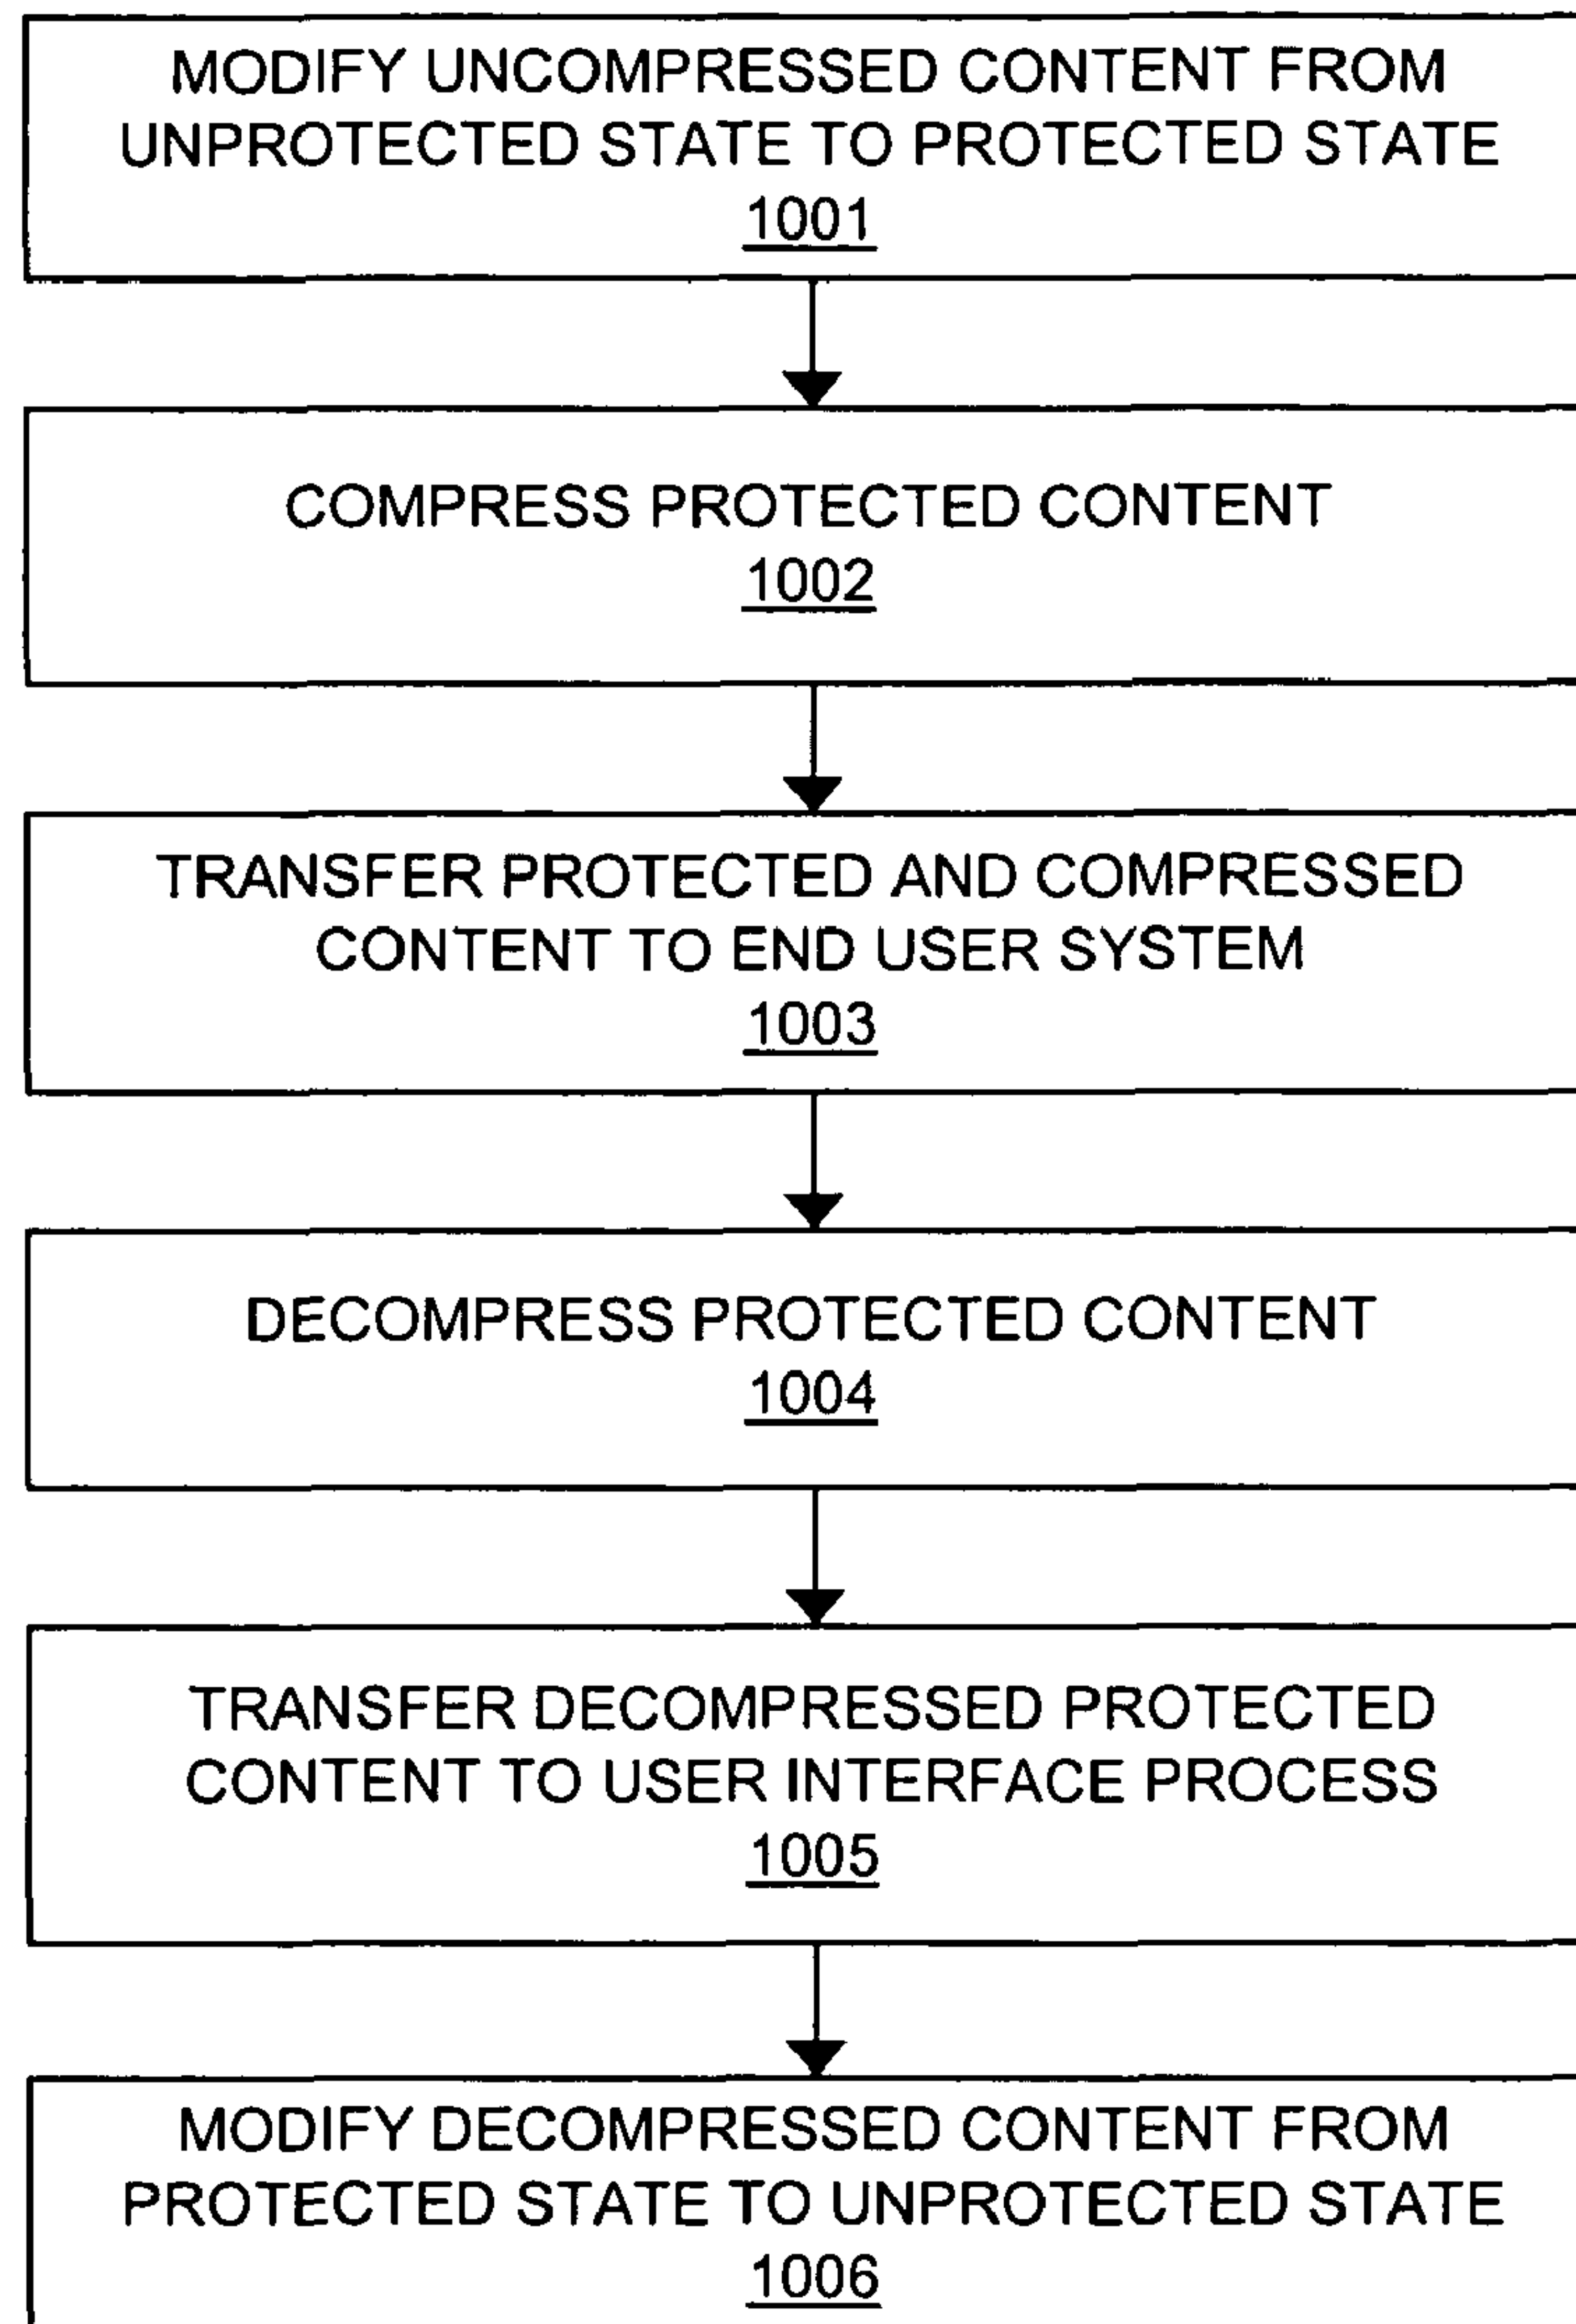 MODIFY UNCOMPRESSED CONTENT FROM
UNPROTECTED STATE TO PROTECTED STATE
1001
COMPRESS PROTECTED CONTENT
1002
TRANSFER PROTECTED AND COMPRESSED
CONTENT TO END USER SYSTEM
1003
DECOMPRESS PROTECTED CONTENT
1004
TRANSFER DECOMPRESSED PROTECTED
CONTENT TO USER INTERFACE PROCESS
1005
MODIFY DECOMPRESSED CONTENT FROM
PROTECTED STATE TO UNPROTECTED STATE
1006